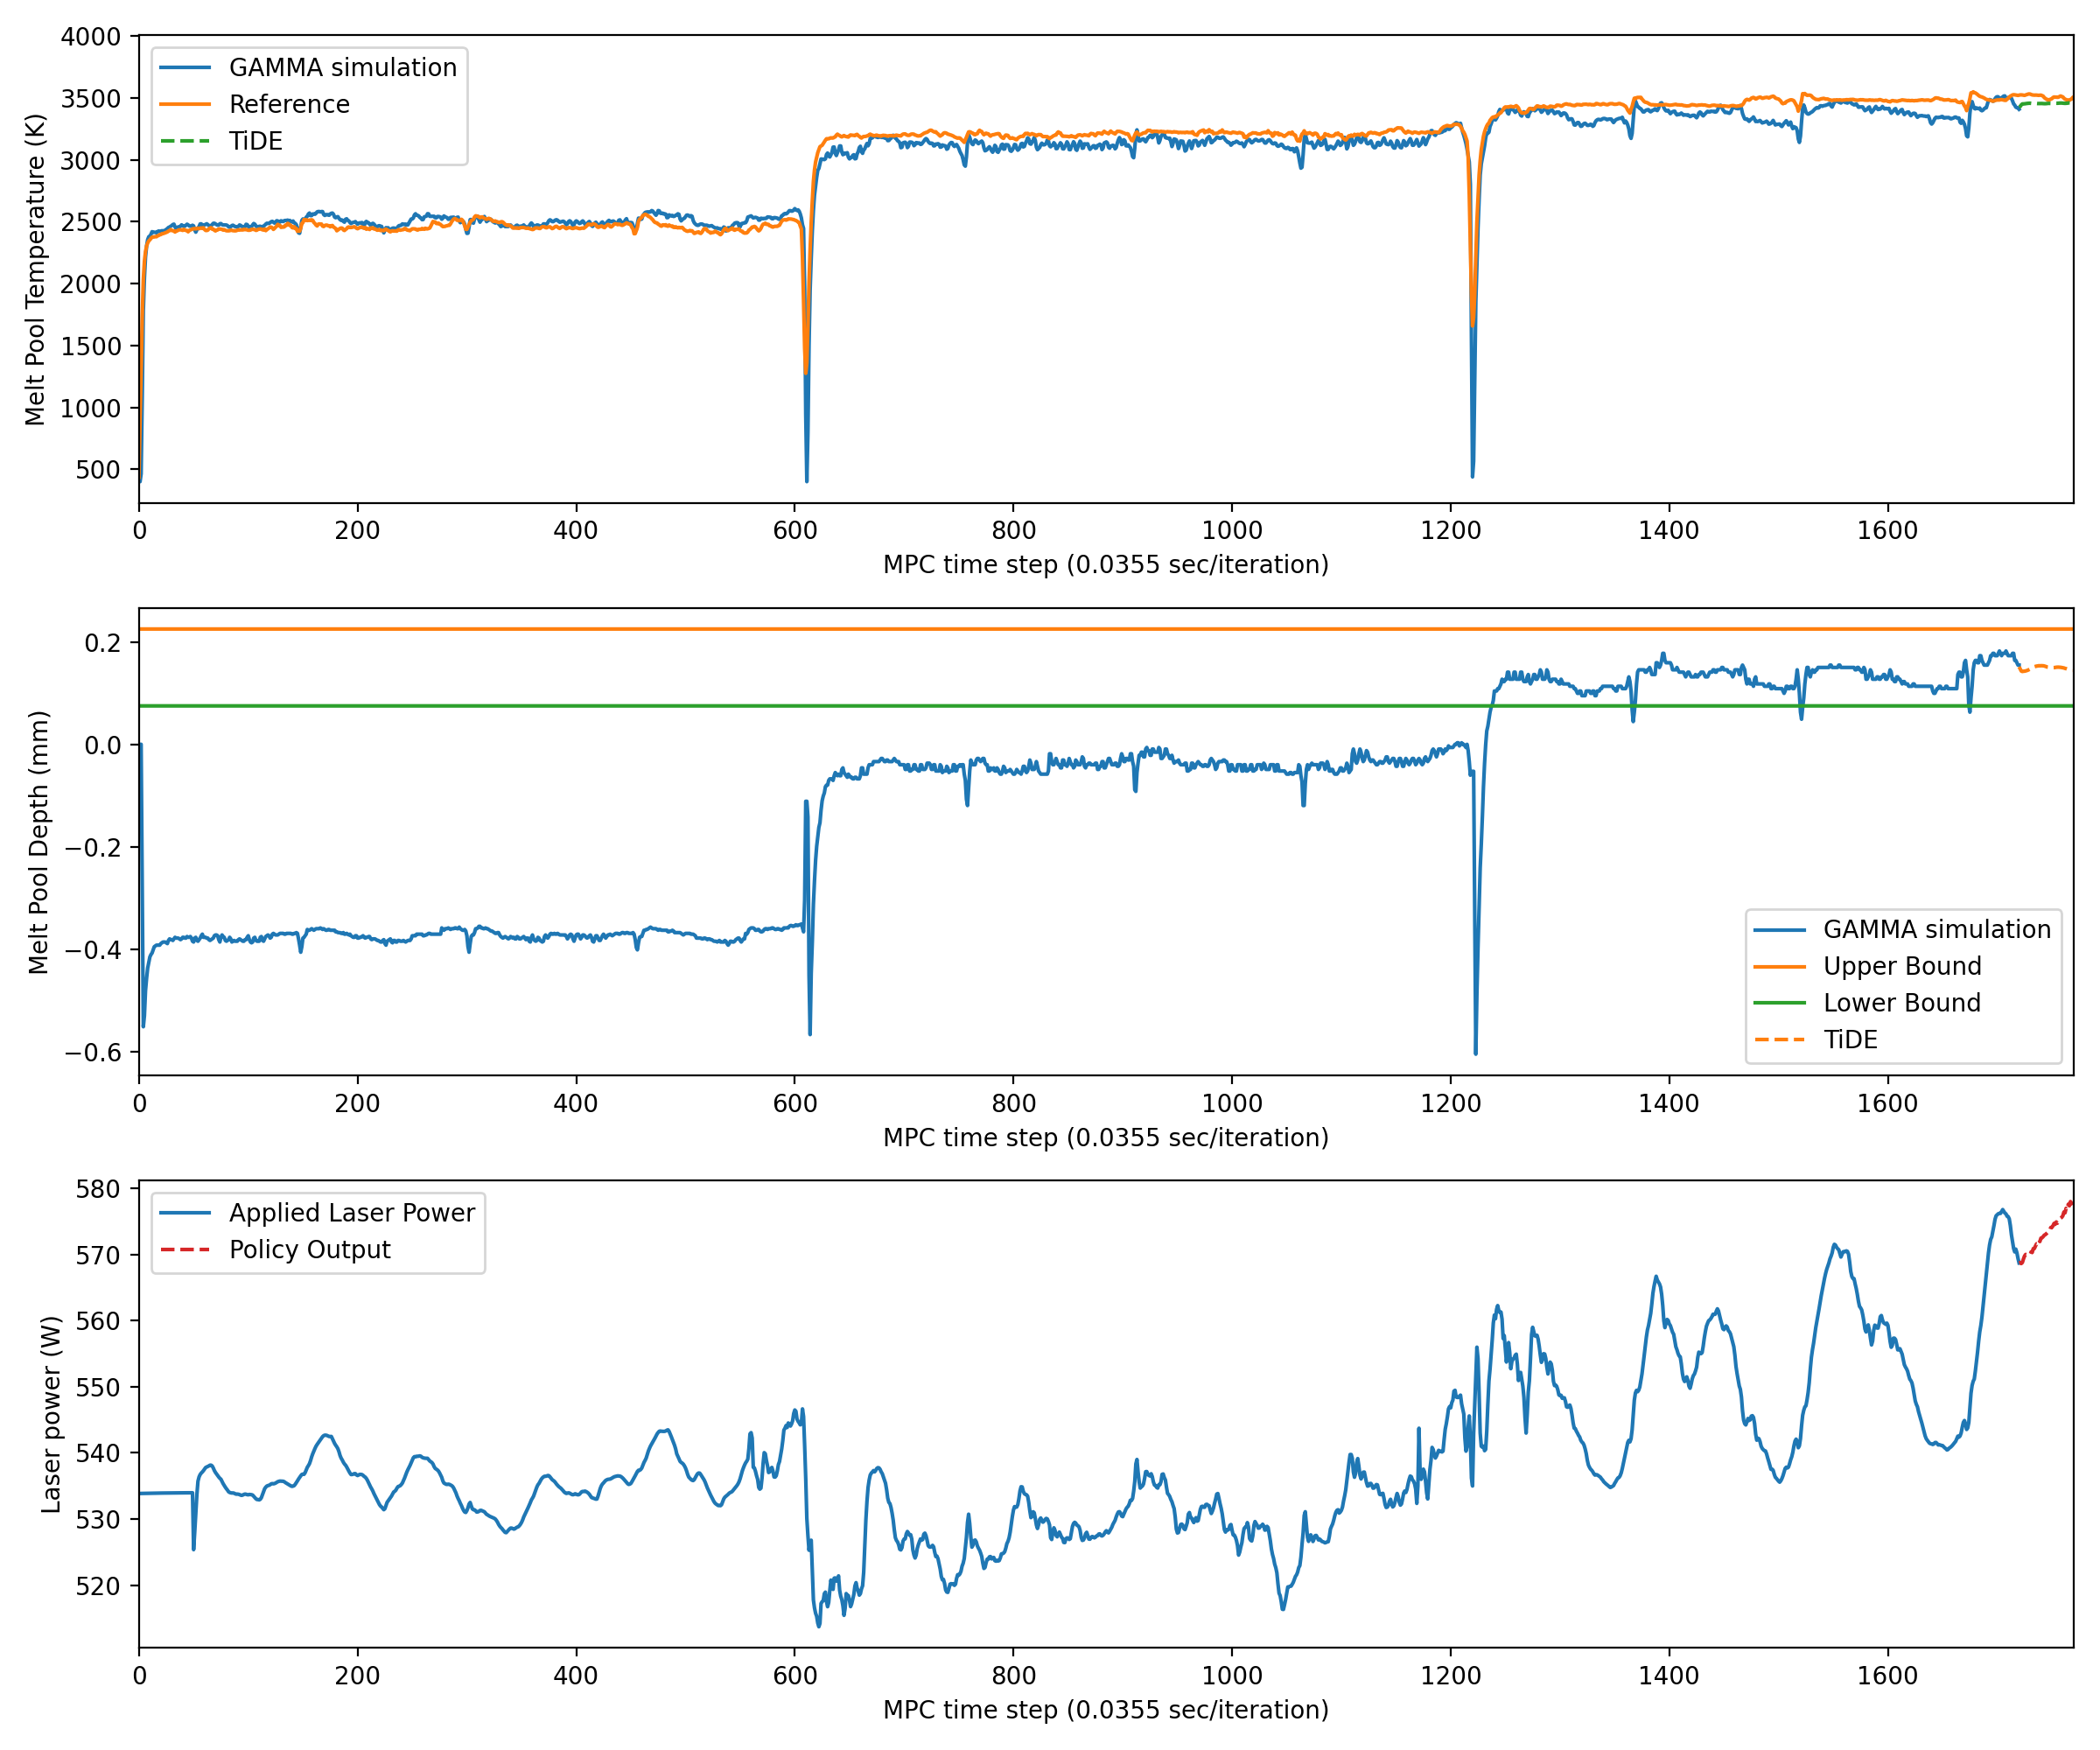 4000
3500
3000
2500
2000
1500
1000
500
Melt Pool Temperature (K)
GAMMA simulation
Reference
TiDE
0 200 400 600 800 1000 1200 1400 1600
MPC time step (0.0355 sec/iteration)
0.2
0.0
−0.2
−0.4
−0.6
Melt Pool Depth (mm)
GAMMA simulation
Upper Bound
Lower Bound
TiDE
0 200 400 600 800 1000 1200 1400 1600
MPC time step (0.0355 sec/iteration)
580
570
560
550
540
530
520
Laser power (W)
Applied Laser Power
Policy Output
0 200 400 600 800 1000 1200 1400 1600
MPC time step (0.0355 sec/iteration)